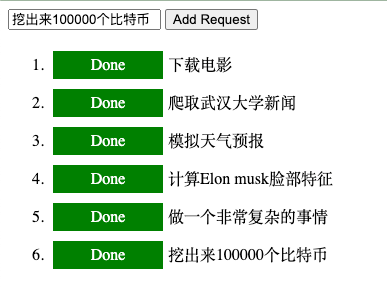 挖出来100000个比特币 Add Request
1. Done 下载电影
2. Done 爬取武汉大学新闻
3. Done 模拟天气预报
4. Done 计算Elon musk脸部特征
5. Done 做一个非常复杂的事情
6. Done 挖出来100000个比特币